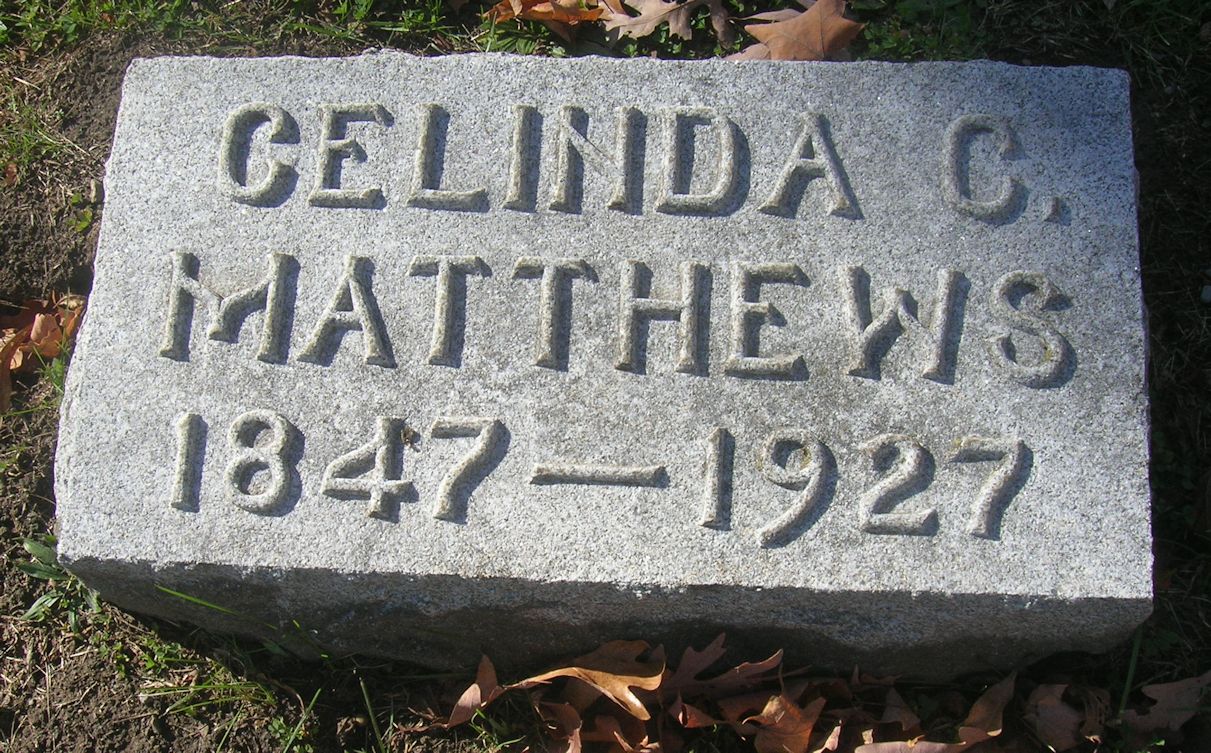 CELINDA C.
MATTHEWS
1847—1927